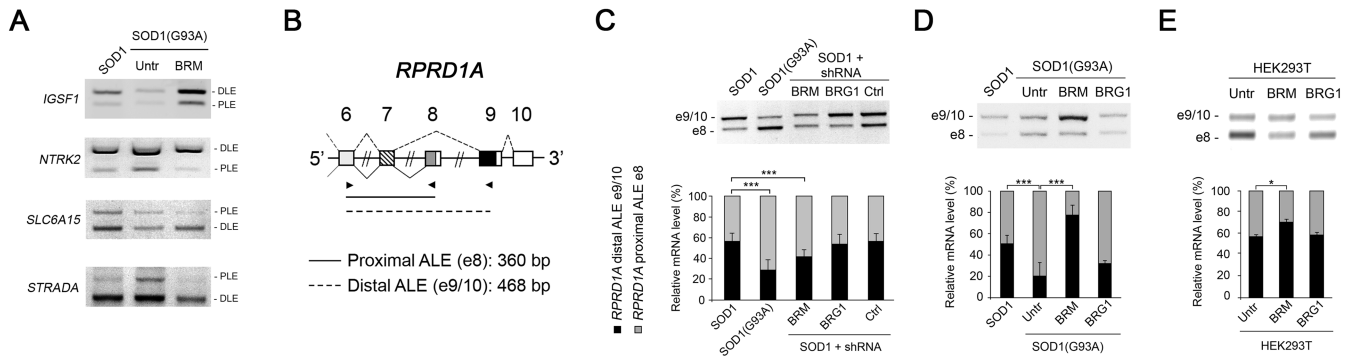 A
SOD1(G93A)
SOD1
Untr
BRM
IGSF1
- DLE
- PLE
NTRK2
- DLE
- PLE
SLC6A15
- PLE
- DLE
STRADA
- PLE
- DLE
B
RPRD1A
6 7 8 9 10
5' 3'
Proximal ALE (e8): 360 bp
Distal ALE (e9/10): 468 bp
C
SOD1
SOD1(G93A)
SOD1 +
shRNA
BRM BRG1 Ctrl
e9/10 -
e8 -
RPRD1A distal ALE e9/10
RPRD1A proximal ALE e8
Relative mRNA level (%)
100
80
60
40
20
0
***
***
SOD1
SOD1(G93A)
BRM
BRG1
Ctrl
SOD1 + shRNA
D
SOD1(G93A)
SOD1
Untr
BRM
BRG1
e9/10 -
e8 -
Relative mRNA level (%)
100
80
60
40
20
0
*** ***
SOD1
Untr
BRM
BRG1
SOD1(G93A)
E
HEK293T
Untr BRM BRG1
e9/10 -
e8 -
Relative mRNA level (%)
100
80
60
40
20
0
*
Untr
BRM
BRG1
HEK293T